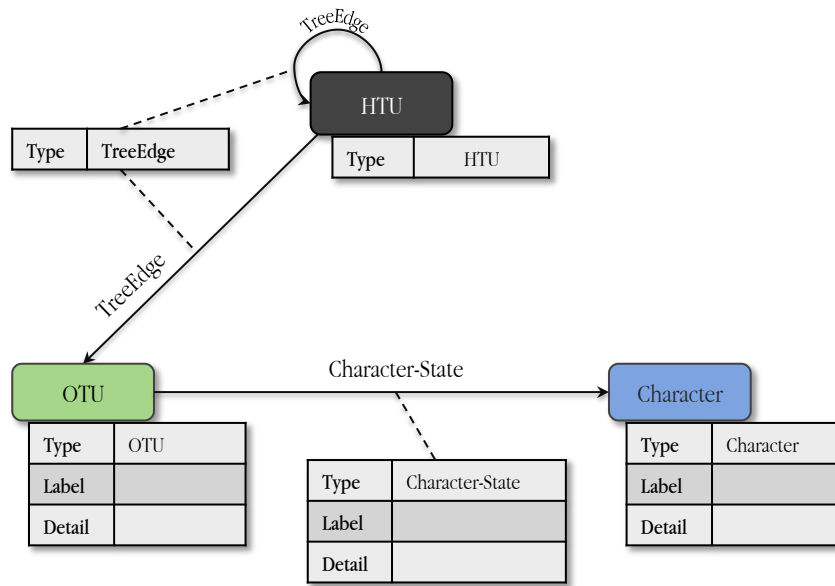 TreeEdge
HTU
Type TreeEdge
Type HTU
TreeEdge
Character-State
OTU
Character
Type OTU
Label
Detail
Type Character-State
Label
Detail
Type Character
Label
Detail